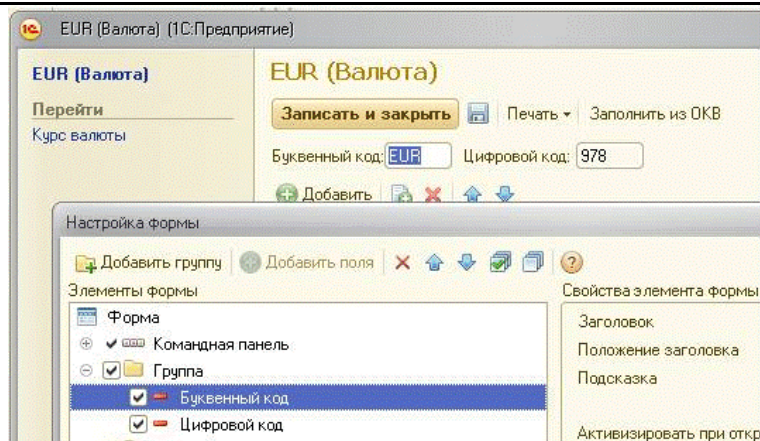 EUR (Валюта) (1С:Предприятие)
EUR (Валюта)
Перейти
Курс валюты
EUR (Валюта)
Записать и закрыть Печать Заполнить из ОКВ
Буквенный код: EUR Цифровой код: 978
Добавить
Настройка формы
Добавить группу Добавить поля
Элементы формы
Форма
Командная панель
Группа
Буквенный код
Цифровой код
Свойства элемента формы
Заголовок
Положение заголовка
Подсказка
Активизировать при откр